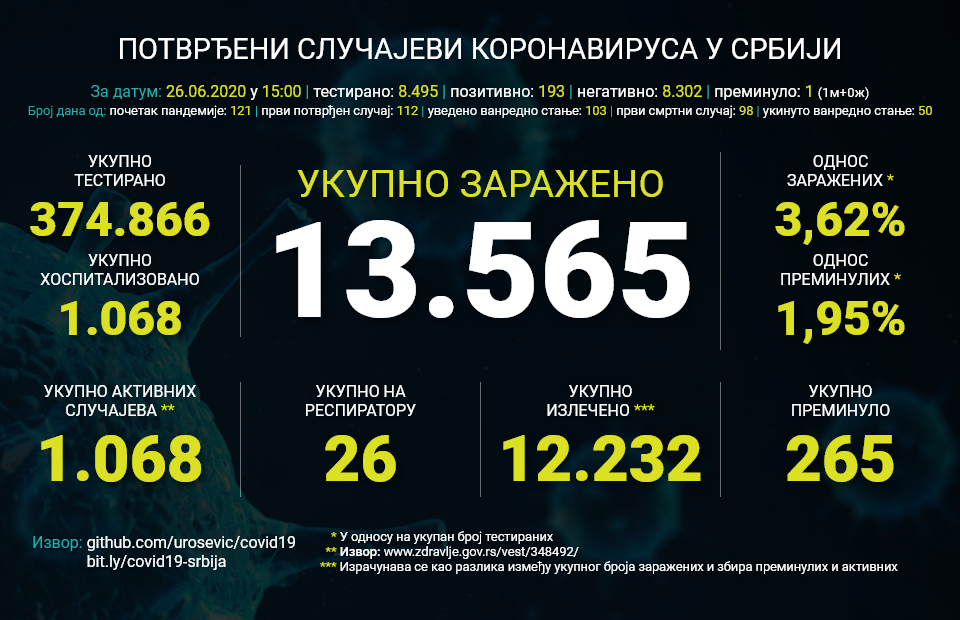 ПОТВРЂЕНИ СЛУЧАЈЕВИ КОРОНАВИРУСА У СРБИЈИ
За датум: 26.06.2020 у 15:00 | тестирано: 8.495 | позитивно: 193 | негативно: 8.302 | преминуло: 1 (1м+0ж)
Број дана од: почетак пандемије: 121 | први потврђен случај: 112 | уведено ванредно стање: 103 | први смртни случај: 98 | укинуто ванредно стање: 50
УКУПНО
ТЕСТИРАНО
374.866
УКУПНО
ХОСПИТАЛИЗОВАНО
1.068
УКУПНО ЗАРАЖЕНО
13.565
ОДНОС
ЗАРАЖЕНИХ *
3,62%
ОДНОС
ПРЕМИНУЛИХ *
1,95%
УКУПНО АКТИВНИХ
СЛУЧАЈЕВА **
1.068
УКУПНО НА
РЕСПИРАТОРУ
26
УКУПНО
ИЗЛЕЧЕНО ***
12.232
УКУПНО
ПРЕМИНУЛО
265
Извор: github.com/urosevic/covid19
bit.ly/covid19-srbija
* У односу на укупан број тестираних
** Извор: www.zdravlje.gov.rs/vest/348492/
*** Израчунава се као разлика између укупног броја заражених и збира преминулих и активних